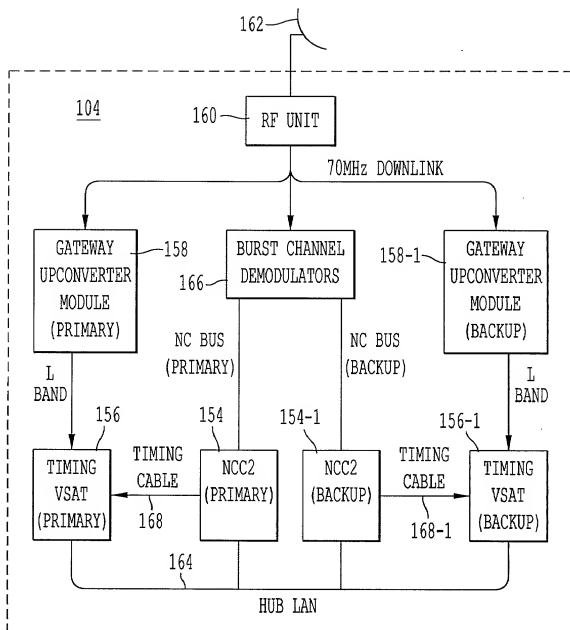 162
104
160
RF UNIT
70MHz DOWNLINK
GATEWAY
UPCONVERTER
MODULE
(PRIMARY)
158
BURST CHANNEL
DEMODULATORS
166
158-1
GATEWAY
UPCONVERTER
MODULE
(BACKUP)
NC BUS
(PRIMARY)
NC BUS
(BACKUP)
L
BAND
L
BAND
156
154
154-1
156-1
TIMING
VSAT
(PRIMARY)
TIMING
CABLE
168
NCC2
(PRIMARY)
NCC2
(BACKUP)
TIMING
CABLE
168-1
TIMING
VSAT
(BACKUP)
164
HUB LAN